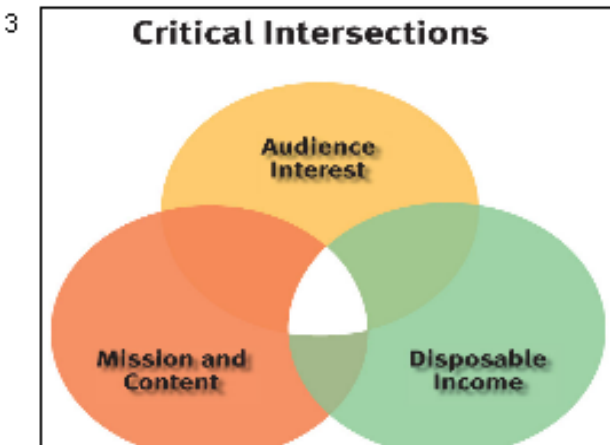 3
Critical Intersections
Audience
Interest
Mission and
Content
Disposable
Income